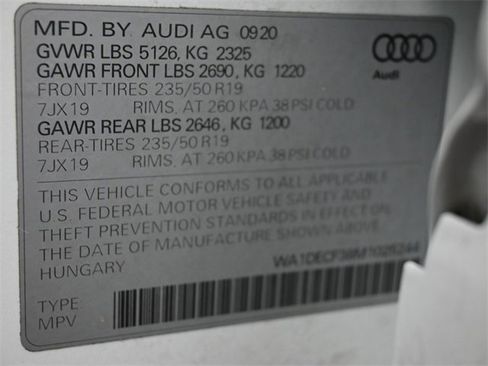 MFD. BY AUDI AG 0920
GVWR LBS 5126, KG 2325
GAWR FRONT LBS 2690, KG 1220
FRONT-TIRES 235/50 R19
7JX19 RIMS, AT 260 KPA 38 PSI COLD
GAWR REAR LBS 2646, KG 1200
REAR-TIRES 235/50 R19
7JX19 RIMS, AT 260 KPA 38 PSI COLD
Audi
THIS VEHICLE CONFORMS TO ALL APPLICABLE
U.S. FEDERAL MOTOR VEHICLE SAFETY AND
THEFT PREVENTION STANDARDS IN EFFECT ON
THE DATE OF MANUFACTURE SHOWN ABOVE
HUNGARY
TYPE
MPV